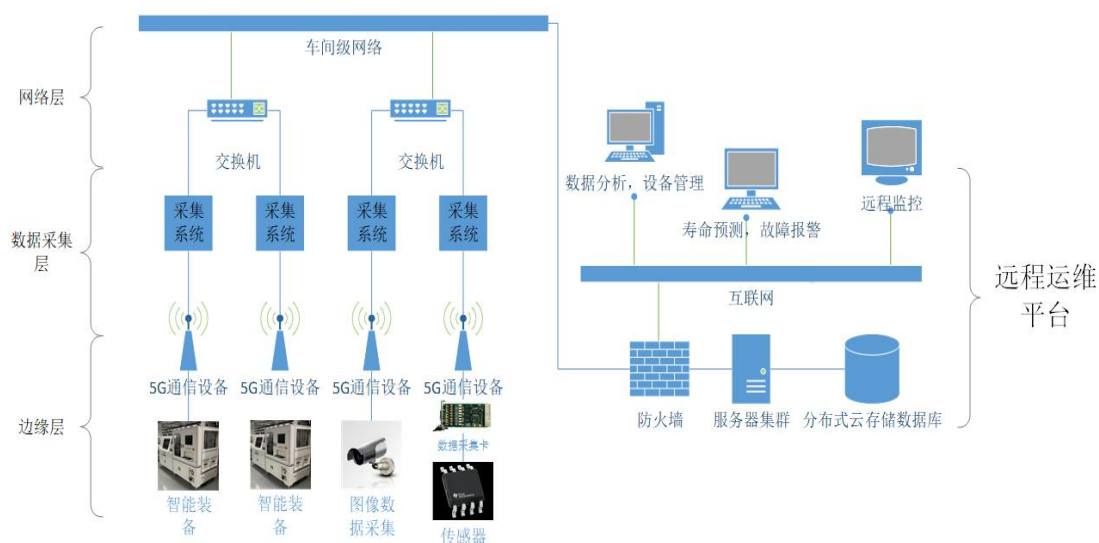 车间级网络
网络层
交换机
交换机
数据分析，设备管理
寿命预测，故障报警
远程监控
采集
系统
采集
系统
采集
系统
采集
系统
数据采集
层
互联网
远程运维
平台
5G通信设备
5G通信设备
5G通信设备
5G通信设备
防火墙
服务器集群
分布式云存储数据库
边缘层
数据采集卡
智能装
备
智能装
备
图像数
据采集
传感器